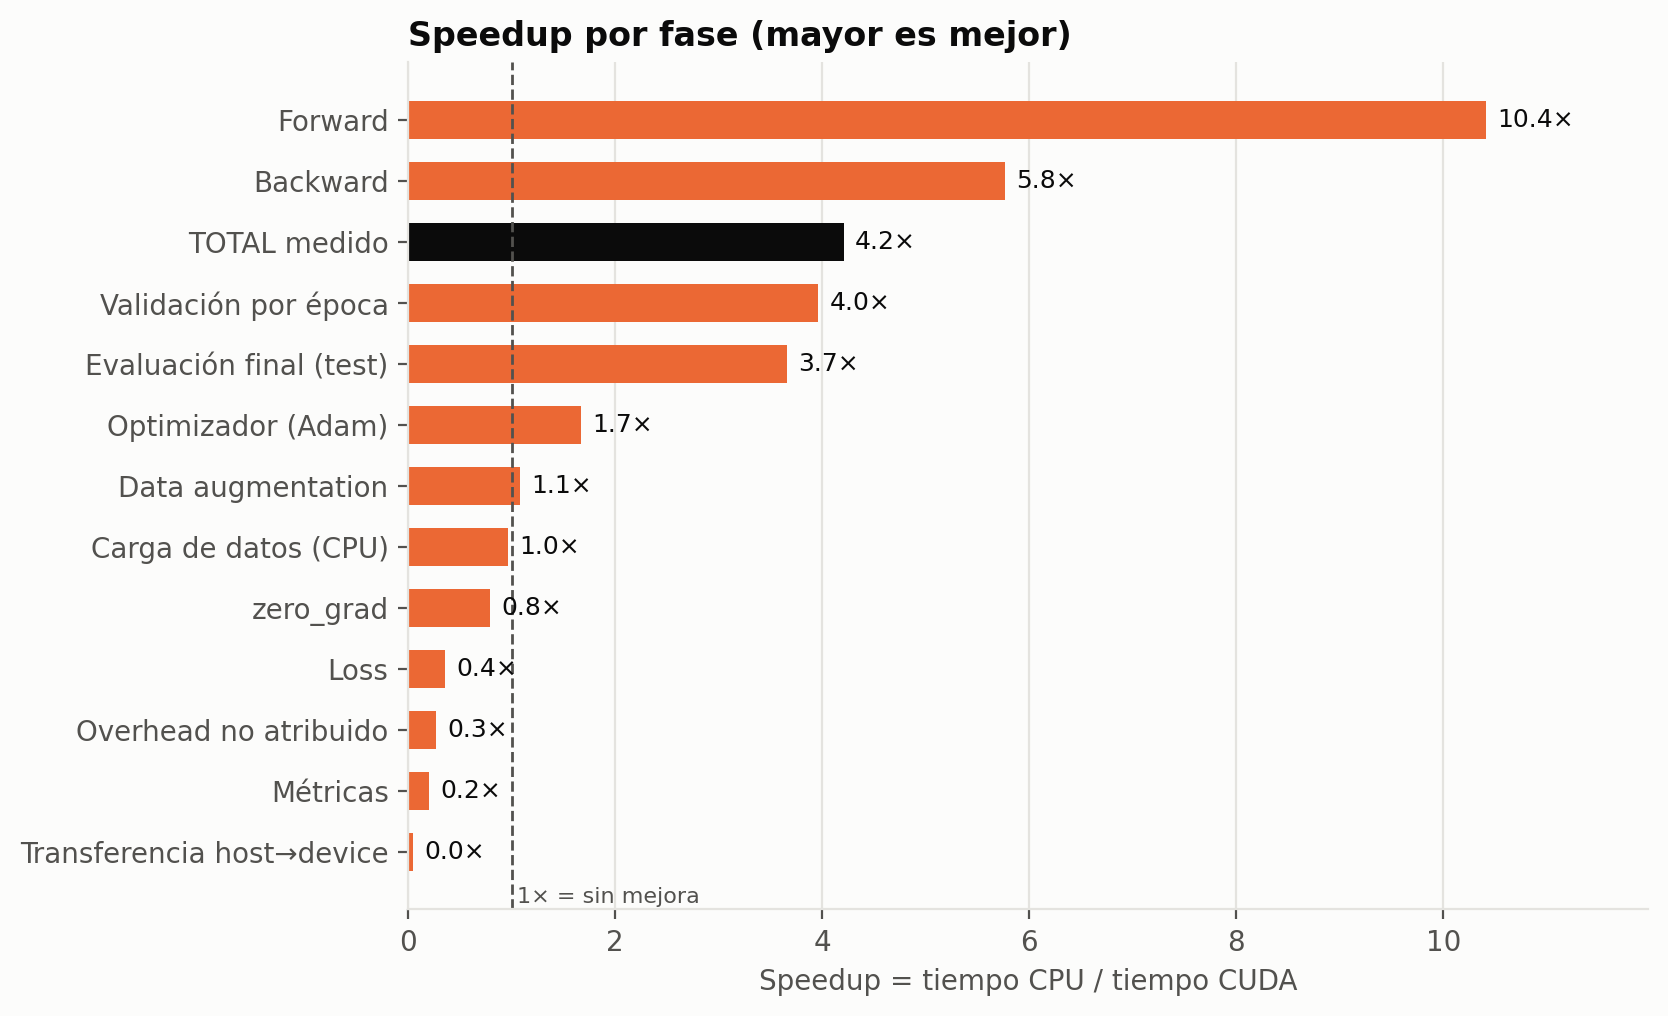 Speedup por fase (mayor es mejor)
Forward 10.4×
Backward 5.8×
TOTAL medido 4.2×
Validación por época 4.0×
Evaluación final (test) 3.7×
Optimizador (Adam) 1.7×
Data augmentation 1.1×
Carga de datos (CPU) 1.0×
zero_grad 0.8×
Loss 0.4×
Overhead no atribuido 0.3×
Métricas 0.2×
Transferencia host→device 0.0×
1× = sin mejora
0 2 4 6 8 10
Speedup = tiempo CPU / tiempo CUDA